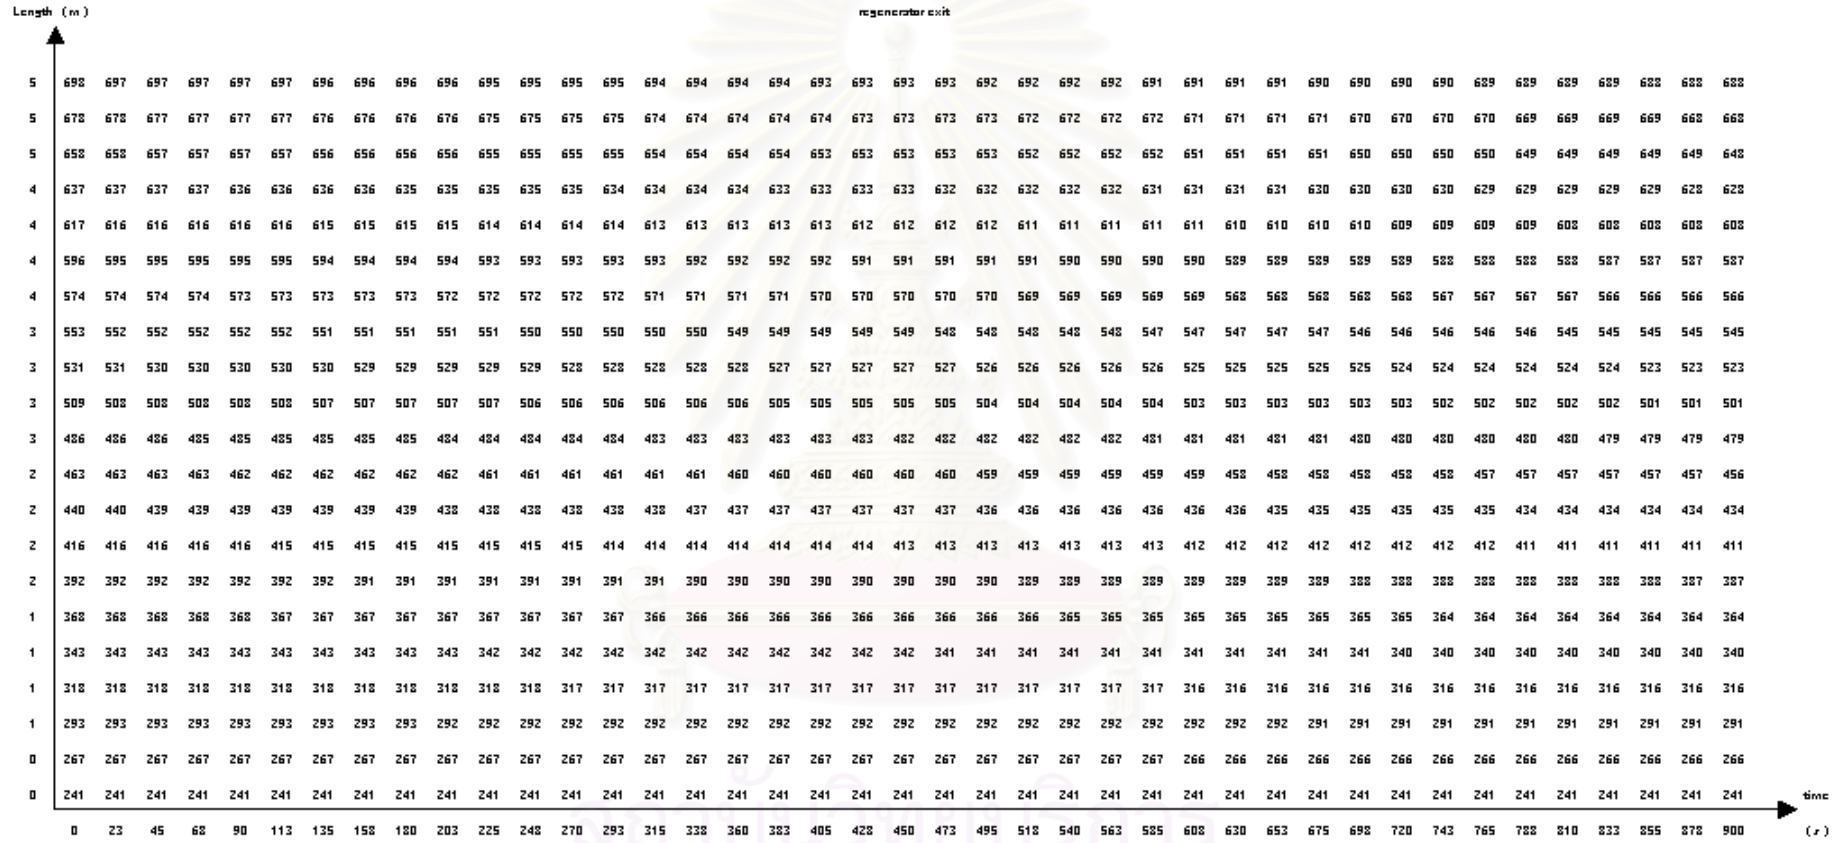 Length (m)
regenerator exit
5 698 697 697 697 697 697 696 696 696 696 695 695 695 695 694 694 694 694 693 693 693 693 692 692 692 692 691 691 691 691 690 690 690 690 689 689 689 689 688 688 688
5 678 678 677 677 677 677 676 676 676 676 675 675 675 675 674 674 674 674 674 673 673 673 673 672 672 672 672 671 671 671 671 670 670 670 670 669 669 669 669 668 668
5 658 658 657 657 657 657 656 656 656 656 655 655 655 655 654 654 654 654 653 653 653 653 653 652 652 652 652 651 651 651 651 650 650 650 650 649 649 649 649 649 648
4 637 637 637 637 636 636 636 636 635 635 635 635 635 634 634 634 634 633 633 633 633 632 632 632 632 632 631 631 631 631 630 630 630 630 629 629 629 629 629 628 628
4 617 616 616 616 616 616 615 615 615 615 614 614 614 614 613 613 613 613 613 612 612 612 612 611 611 611 611 611 610 610 610 610 609 609 609 609 608 608 608 608 608
4 596 595 595 595 595 595 594 594 594 594 593 593 593 593 593 592 592 592 592 591 591 591 591 591 590 590 590 590 589 589 589 589 589 588 588 588 588 587 587 587 587
4 574 574 574 574 573 573 573 573 573 572 572 572 572 572 571 571 571 571 570 570 570 570 570 569 569 569 569 569 568 568 568 568 568 567 567 567 567 566 566 566 566
3 553 552 552 552 552 552 551 551 551 551 551 550 550 550 550 550 549 549 549 549 549 548 548 548 548 548 547 547 547 547 547 546 546 546 546 546 545 545 545 545 545
3 531 531 530 530 530 530 530 529 529 529 529 529 528 528 528 528 528 527 527 527 527 527 526 526 526 526 526 525 525 525 525 525 524 524 524 524 524 524 523 523 523
3 509 508 508 508 508 508 507 507 507 507 507 506 506 506 506 506 506 505 505 505 505 505 504 504 504 504 504 503 503 503 503 503 503 502 502 502 502 502 501 501 501
3 486 486 486 485 485 485 485 485 485 484 484 484 484 484 483 483 483 483 483 483 482 482 482 482 482 482 481 481 481 481 481 480 480 480 480 480 480 479 479 479 479
2 463 463 463 463 462 462 462 462 462 462 461 461 461 461 461 461 460 460 460 460 460 460 459 459 459 459 459 459 458 458 458 458 458 458 457 457 457 457 457 457 456
2 440 440 439 439 439 439 439 439 439 438 438 438 438 438 438 437 437 437 437 437 437 437 436 436 436 436 436 436 436 435 435 435 435 435 435 434 434 434 434 434 434
2 416 416 416 416 416 415 415 415 415 415 415 415 415 414 414 414 414 414 414 414 413 413 413 413 413 413 413 412 412 412 412 412 412 412 412 411 411 411 411 411 411
2 392 392 392 392 392 392 392 391 391 391 391 391 391 391 391 390 390 390 390 390 390 390 390 389 389 389 389 389 389 389 389 388 388 388 388 388 388 388 388 387 387
1 368 368 368 368 368 367 367 367 367 367 367 367 367 367 366 366 366 366 366 366 366 366 366 366 365 365 365 365 365 365 365 365 365 364 364 364 364 364 364 364 364
1 343 343 343 343 343 343 343 343 343 343 342 342 342 342 342 342 342 342 342 342 342 341 341 341 341 341 341 341 341 341 341 341 340 340 340 340 340 340 340 340 340
1 318 318 318 318 318 318 318 318 318 318 318 318 317 317 317 317 317 317 317 317 317 317 317 317 317 317 317 316 316 316 316 316 316 316 316 316 316 316 316 316 316
1 293 293 293 293 293 293 293 293 293 292 292 292 292 292 292 292 292 292 292 292 292 292 292 292 292 292 292 292 292 292 291 291 291 291 291 291 291 291 291 291 291
0 267 267 267 267 267 267 267 267 267 267 267 267 267 267 267 267 267 267 267 267 267 267 267 267 267 267 267 266 266 266 266 266 266 266 266 266 266 266 266 266 266
0 241 241 241 241 241 241 241 241 241 241 241 241 241 241 241 241 241 241 241 241 241 241 241 241 241 241 241 241 241 241 241 241 241 241 241 241 241 241 241 241 241 time
0 23 45 68 90 113 135 158 180 203 225 248 270 293 315 338 360 383 405 428 450 473 495 518 540 563 585 608 630 653 675 698 720 743 765 788 810 833 855 878 900 (s)
สถาบันวิทยบริการ